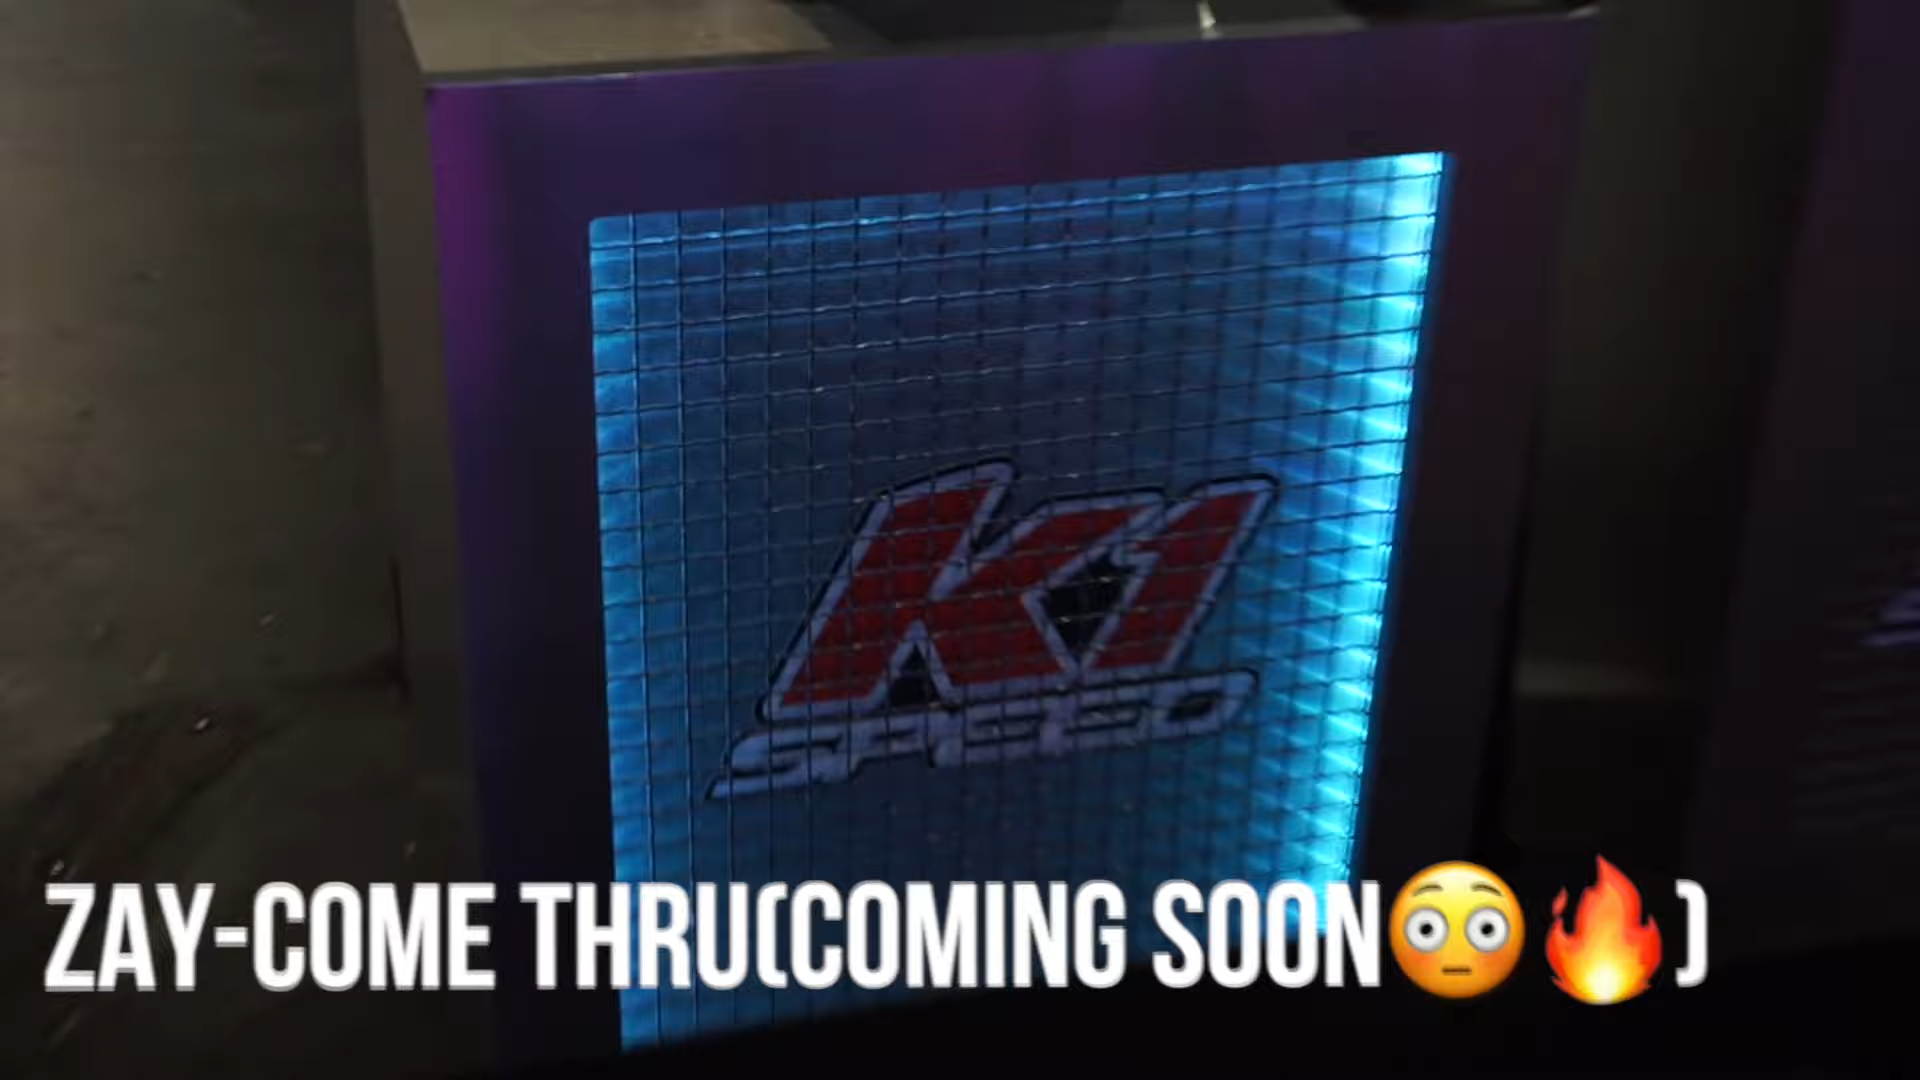 K1
SPEED
ZAY-COME THRU(COMING SOON😳🔥)